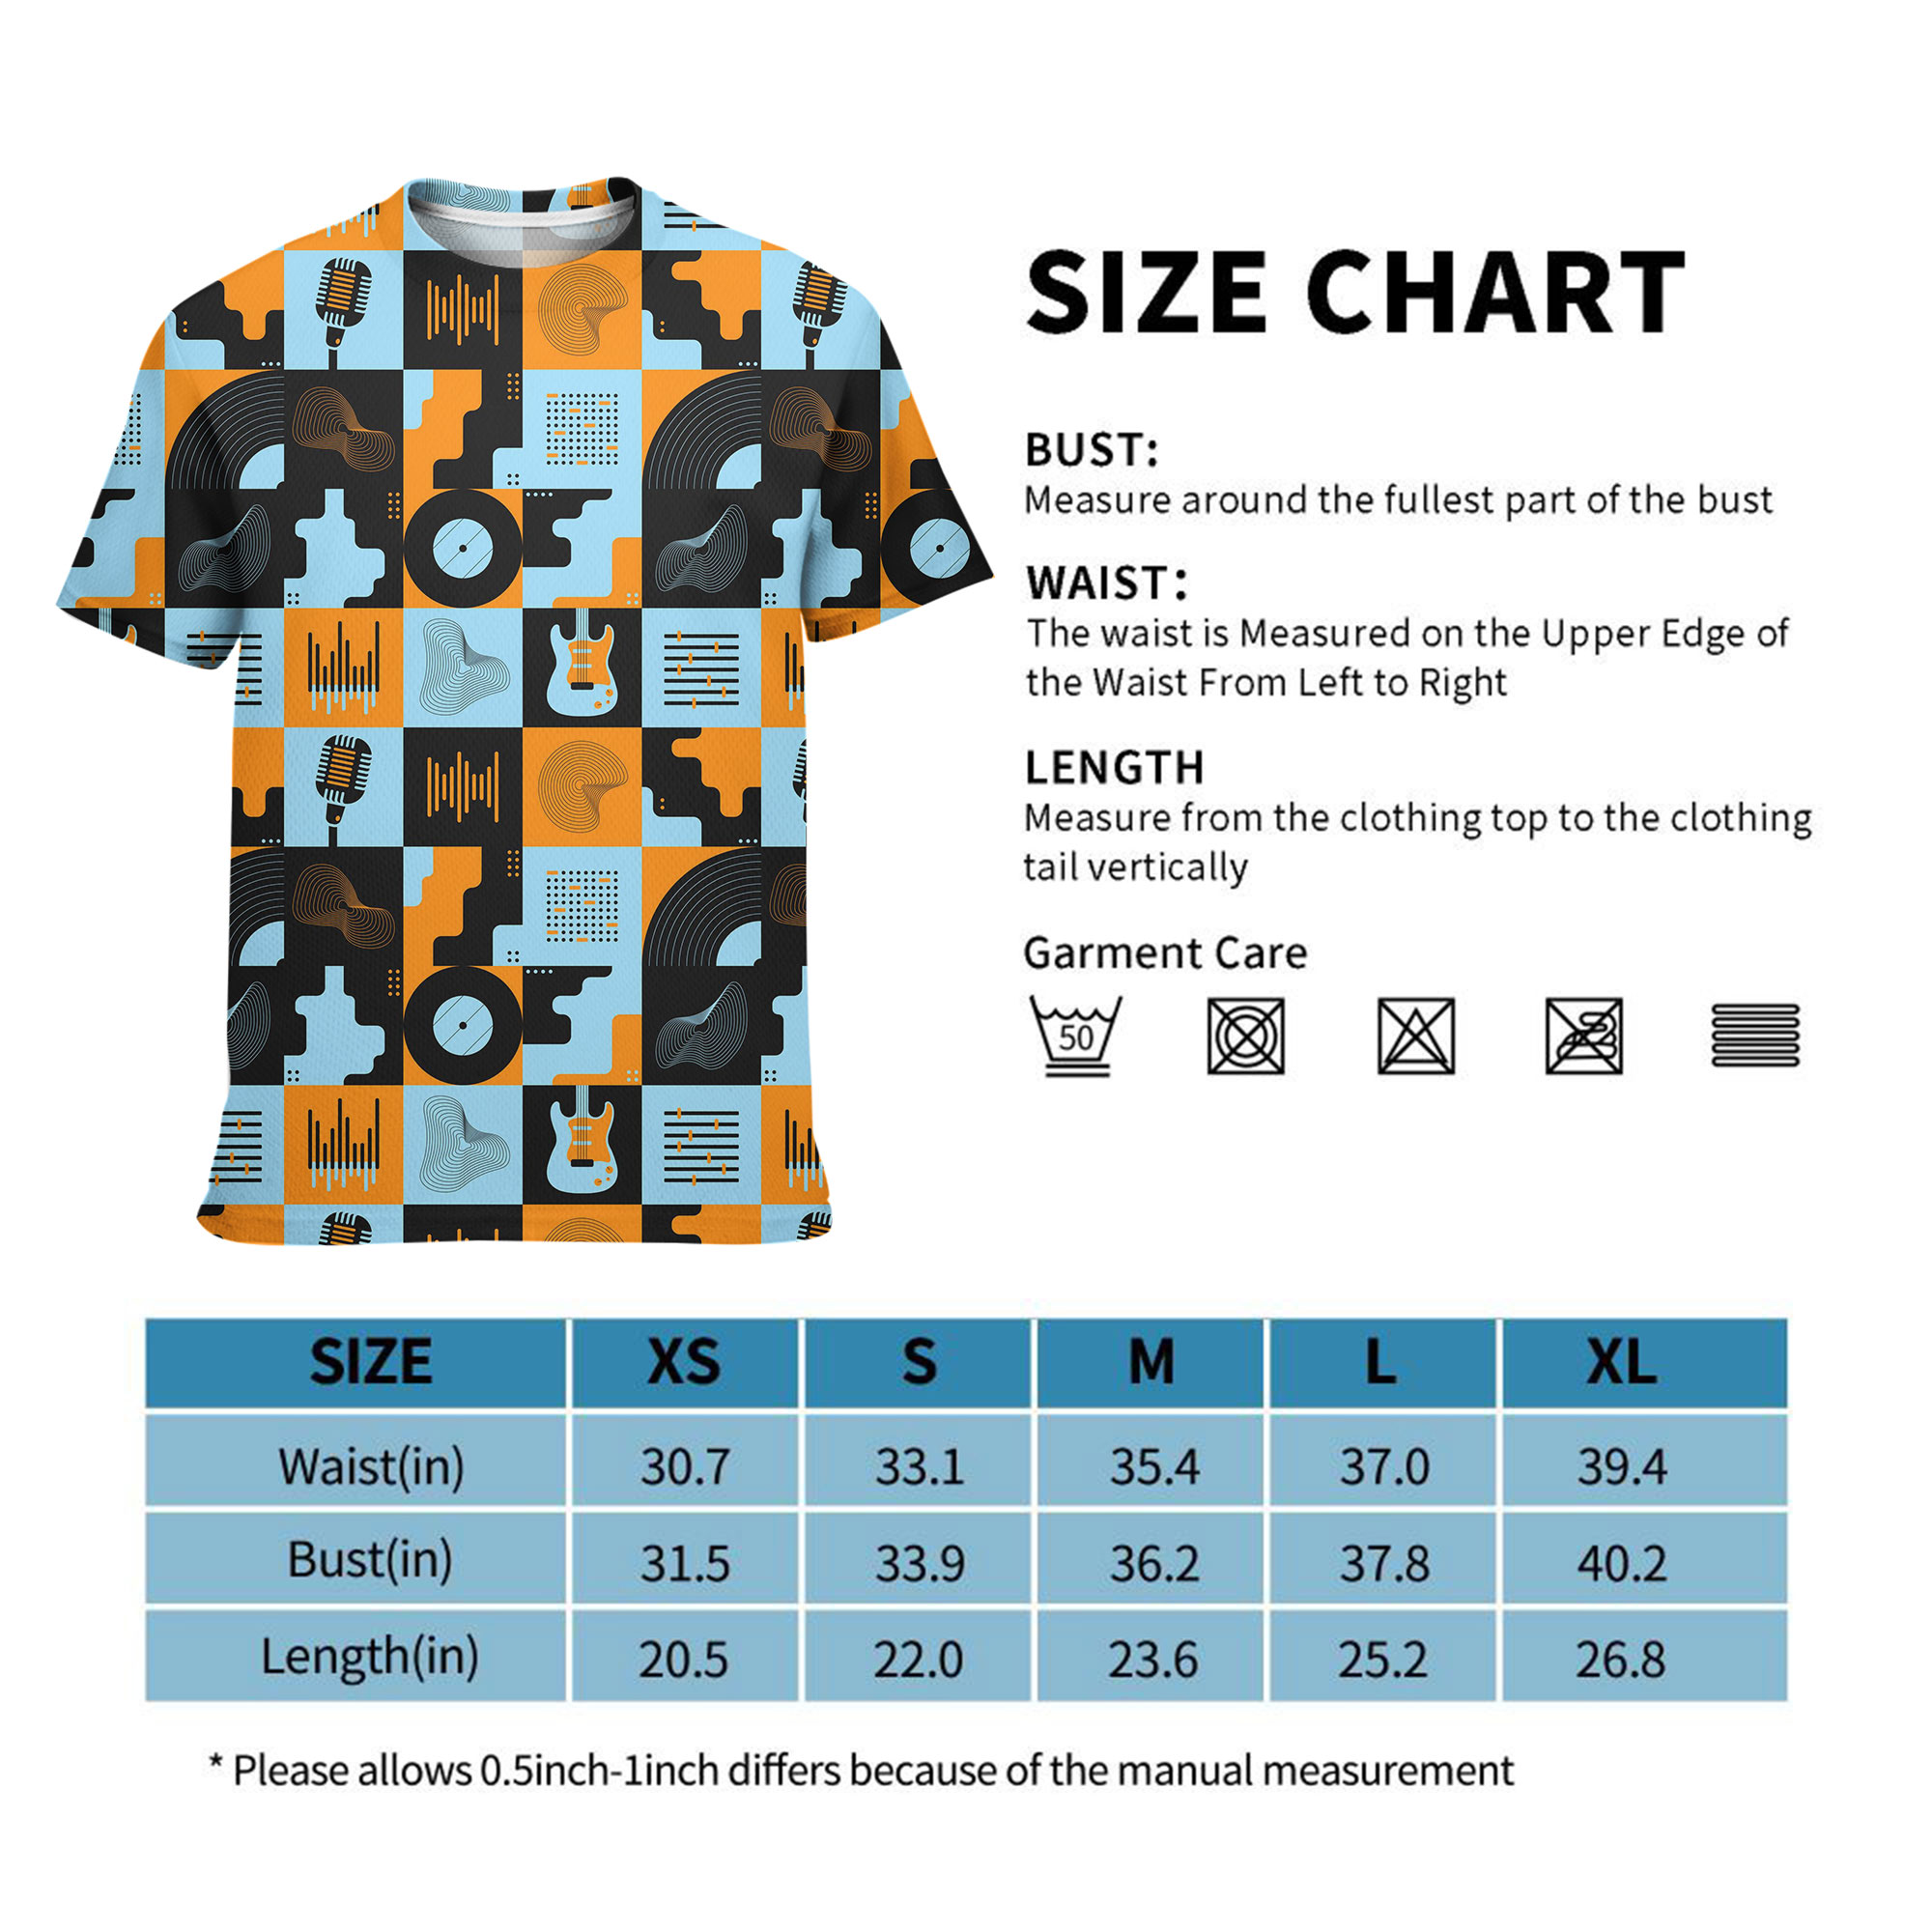 SIZE CHART
BUST:
Measure around the fullest part of the bust
WAIST:
The waist is Measured on the Upper Edge of
the Waist From Left to Right
LENGTH
Measure from the clothing top to the clothing
tail vertically
Garment Care
50
SIZE XS S M L XL
Waist(in) 30.7 33.1 35.4 37.0 39.4
Bust(in) 31.5 33.9 36.2 37.8 40.2
Length(in) 20.5 22.0 23.6 25.2 26.8
* Please allows 0.5inch-1inch differs because of the manual measurement